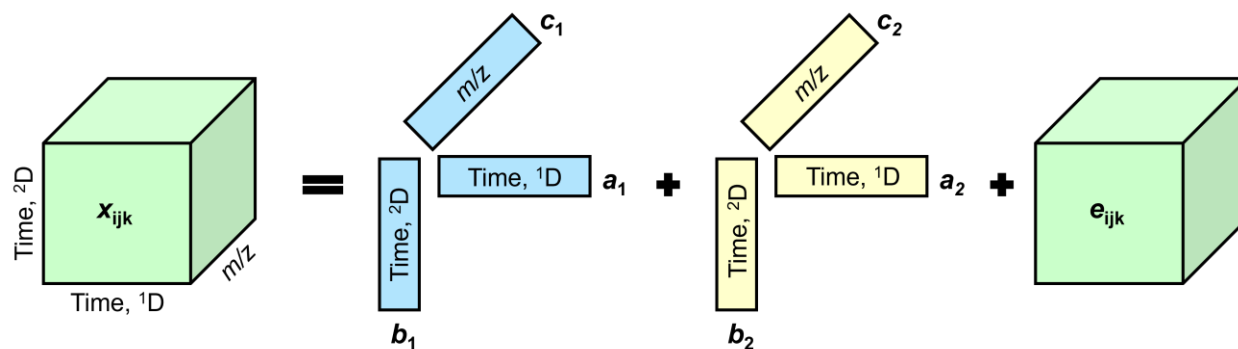 Time, ²D
x_ijk
Time, ¹D
m/z
=
c₁
m/z
Time, ¹D
a₁
Time, ²D
b₁
+
c₂
m/z
Time, ¹D
a₂
Time, ²D
b₂
+
e_ijk